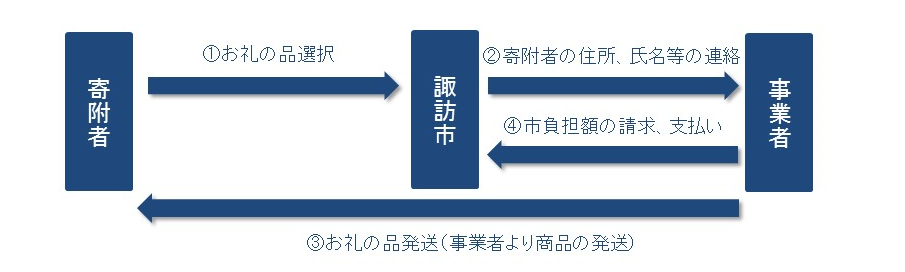 ①お礼の品選択
②寄附者の住所、氏名等の連絡
寄附者
諏訪市
事業者
④市負担額の請求、支払い
③お礼の品発送（事業者より商品の発送）